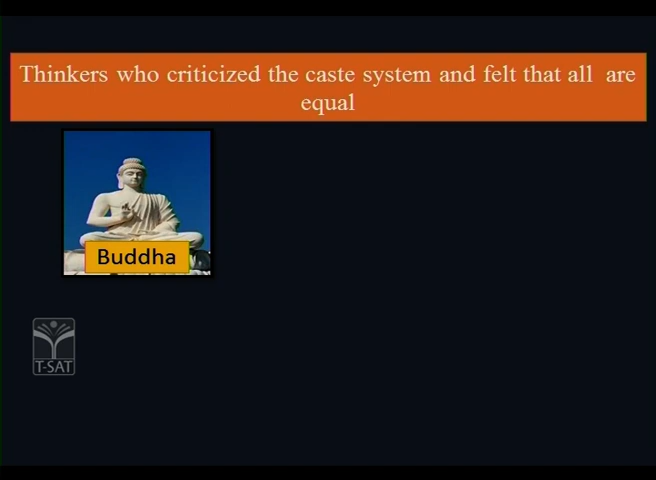 Thinkers who criticized the caste system and felt that all are
equal
Buddha
T-SAT